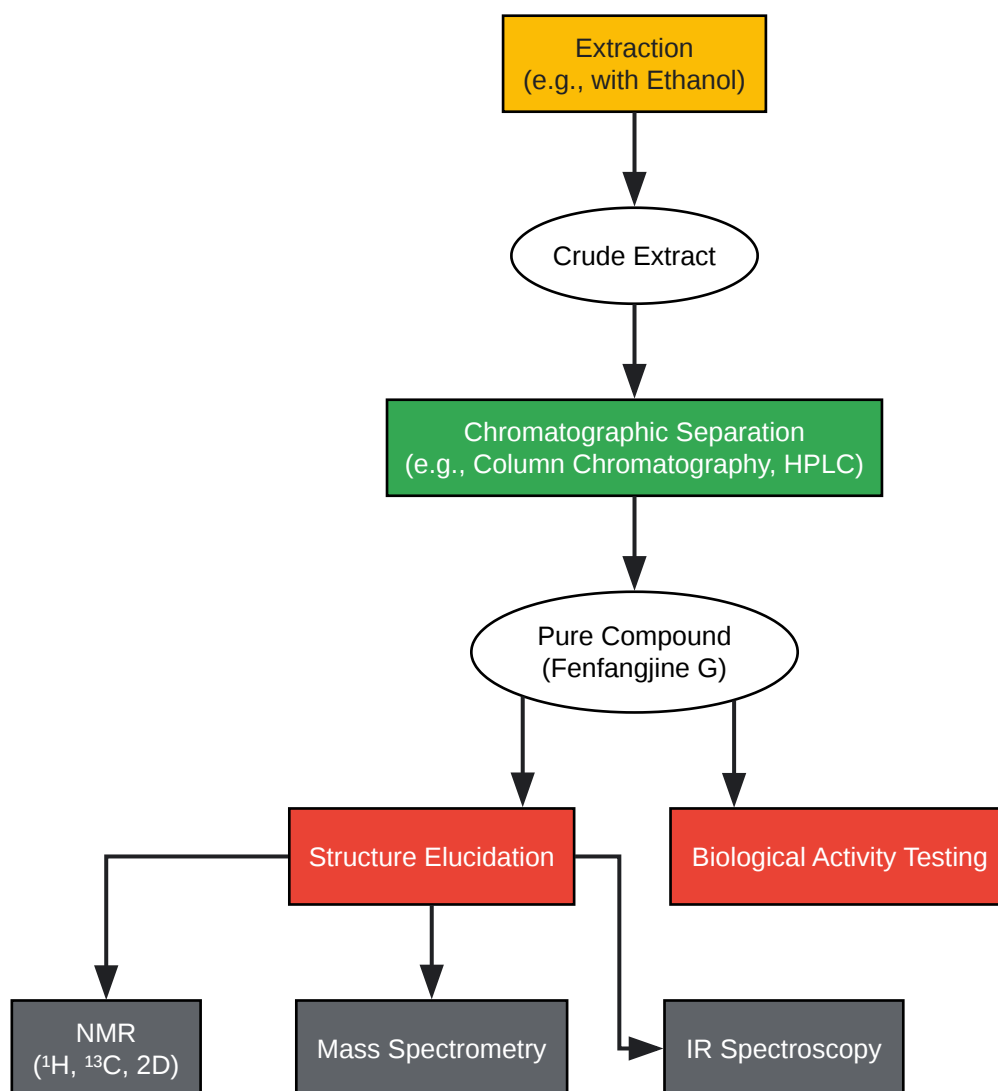 Extraction
(e.g., with Ethanol)
Crude Extract
Chromatographic Separation
(e.g., Column Chromatography, HPLC)
Pure Compound
(Fenfangjine G)
Structure Elucidation
Biological Activity Testing
NMR
(¹H, ¹³C, 2D)
Mass Spectrometry
IR Spectroscopy